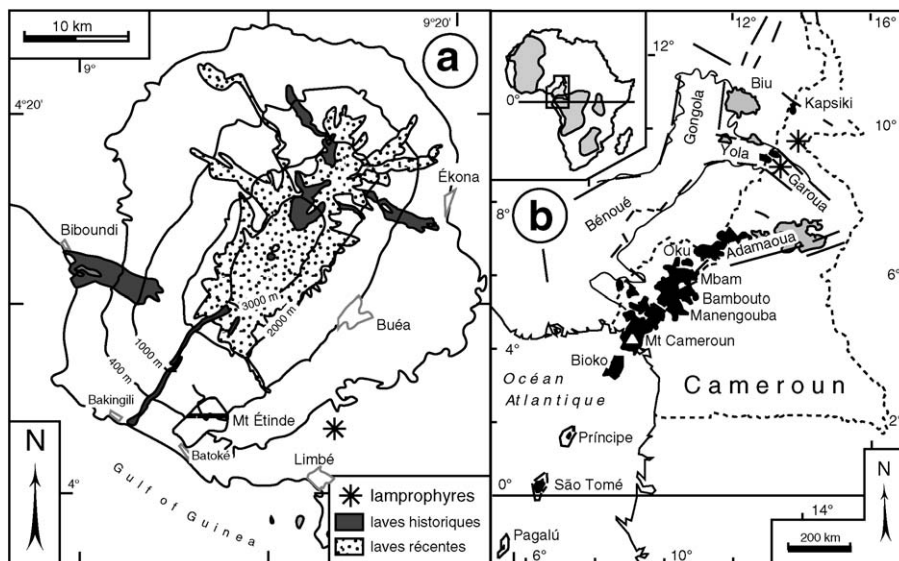 10 km
9°
9°20
4°20'
a
Ékona
Biboundi
3000 m
2000 m
1000 m
400 m
Buéa
Bakingili
Mt Étinde
Batoké
Limbé
Gulf of Guinea
N
4°
lamprophyres
laves historiques
laves récentes
12°
16°
12°
0°
Biu
Kapsiki
Gongola
10°
Yola
Garoua
b
8°
Bénoué
Oku
Adamaoua
6°
Mbam
Bambouto
Manengouba
Mt Cameroun
4°
Bioko
Océan
Atlantique
Cameroun
2°
Príncipe
N
São Tomé
0°
14°
Pagalú
6°
10°
200 km